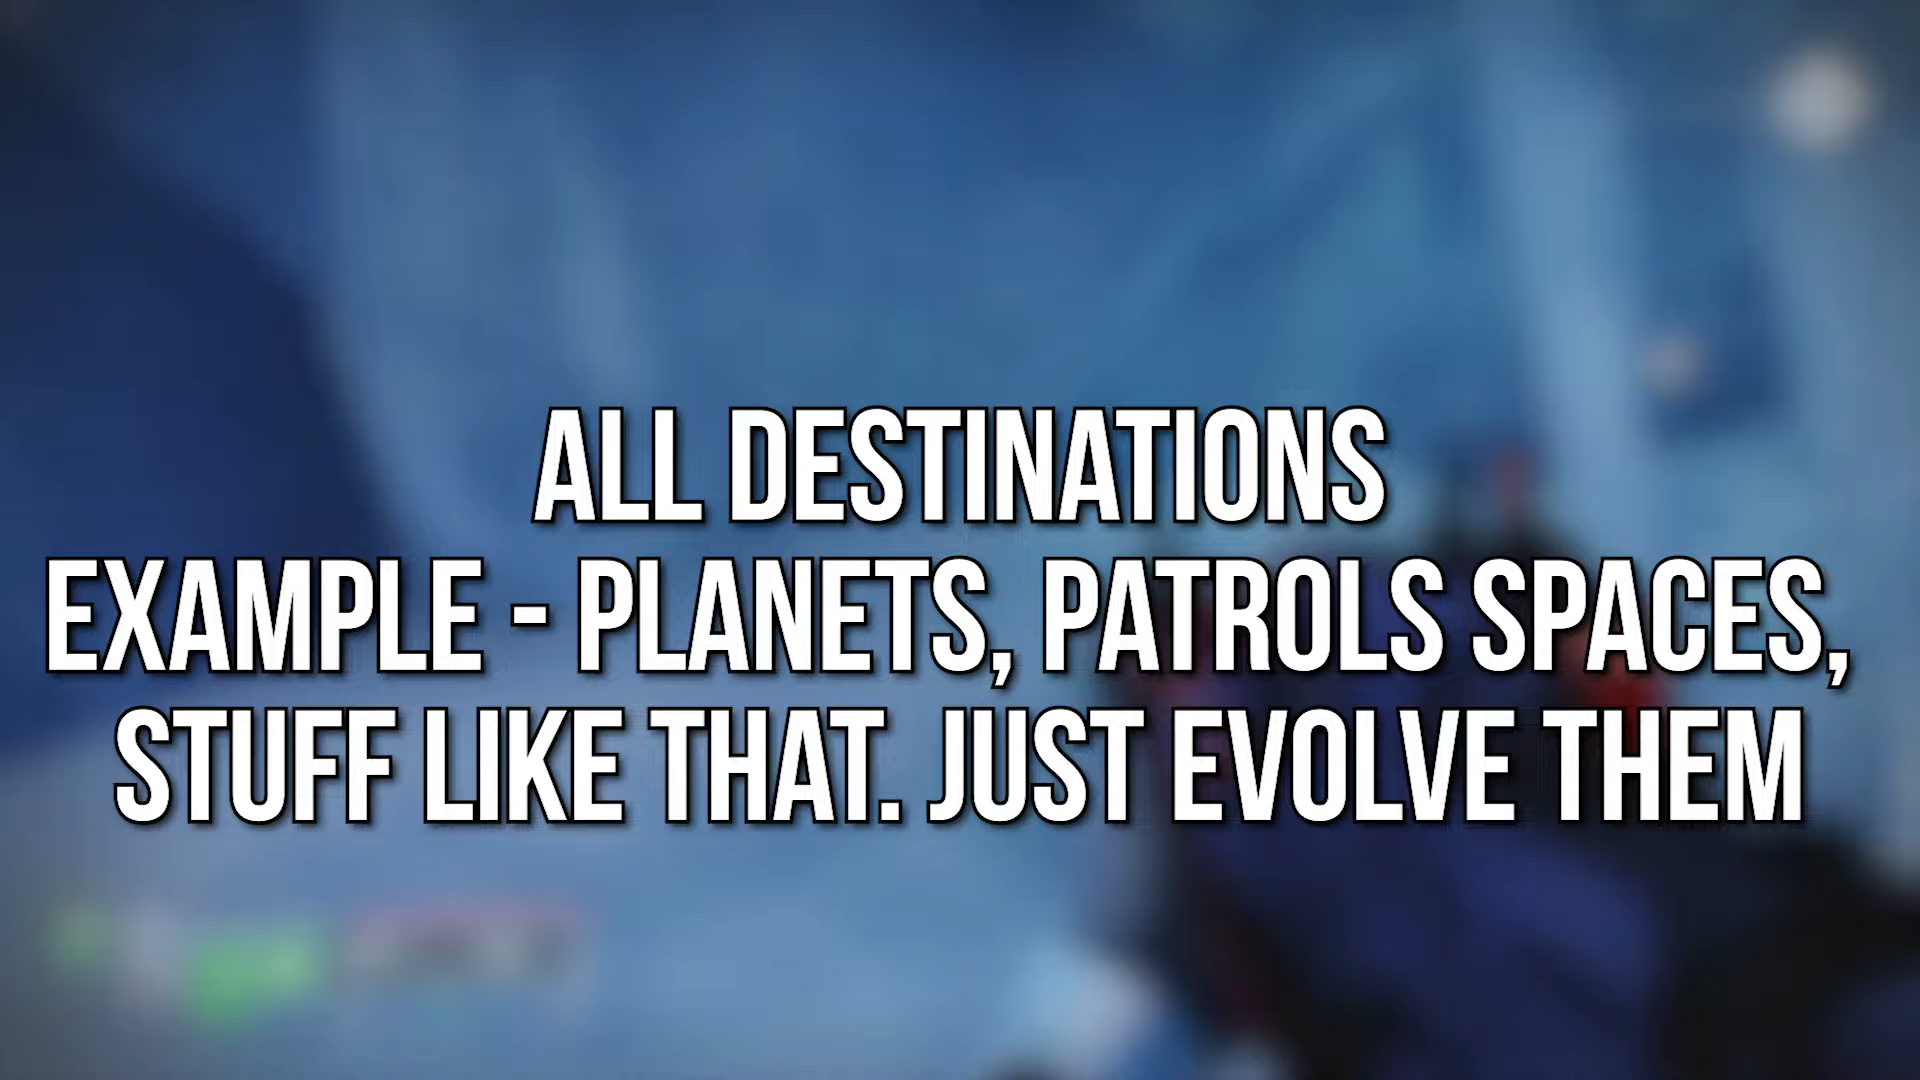 ALL DESTINATIONS
EXAMPLE - PLANETS, PATROLS SPACES,
STUFF LIKE THAT. JUST EVOLVE THEM